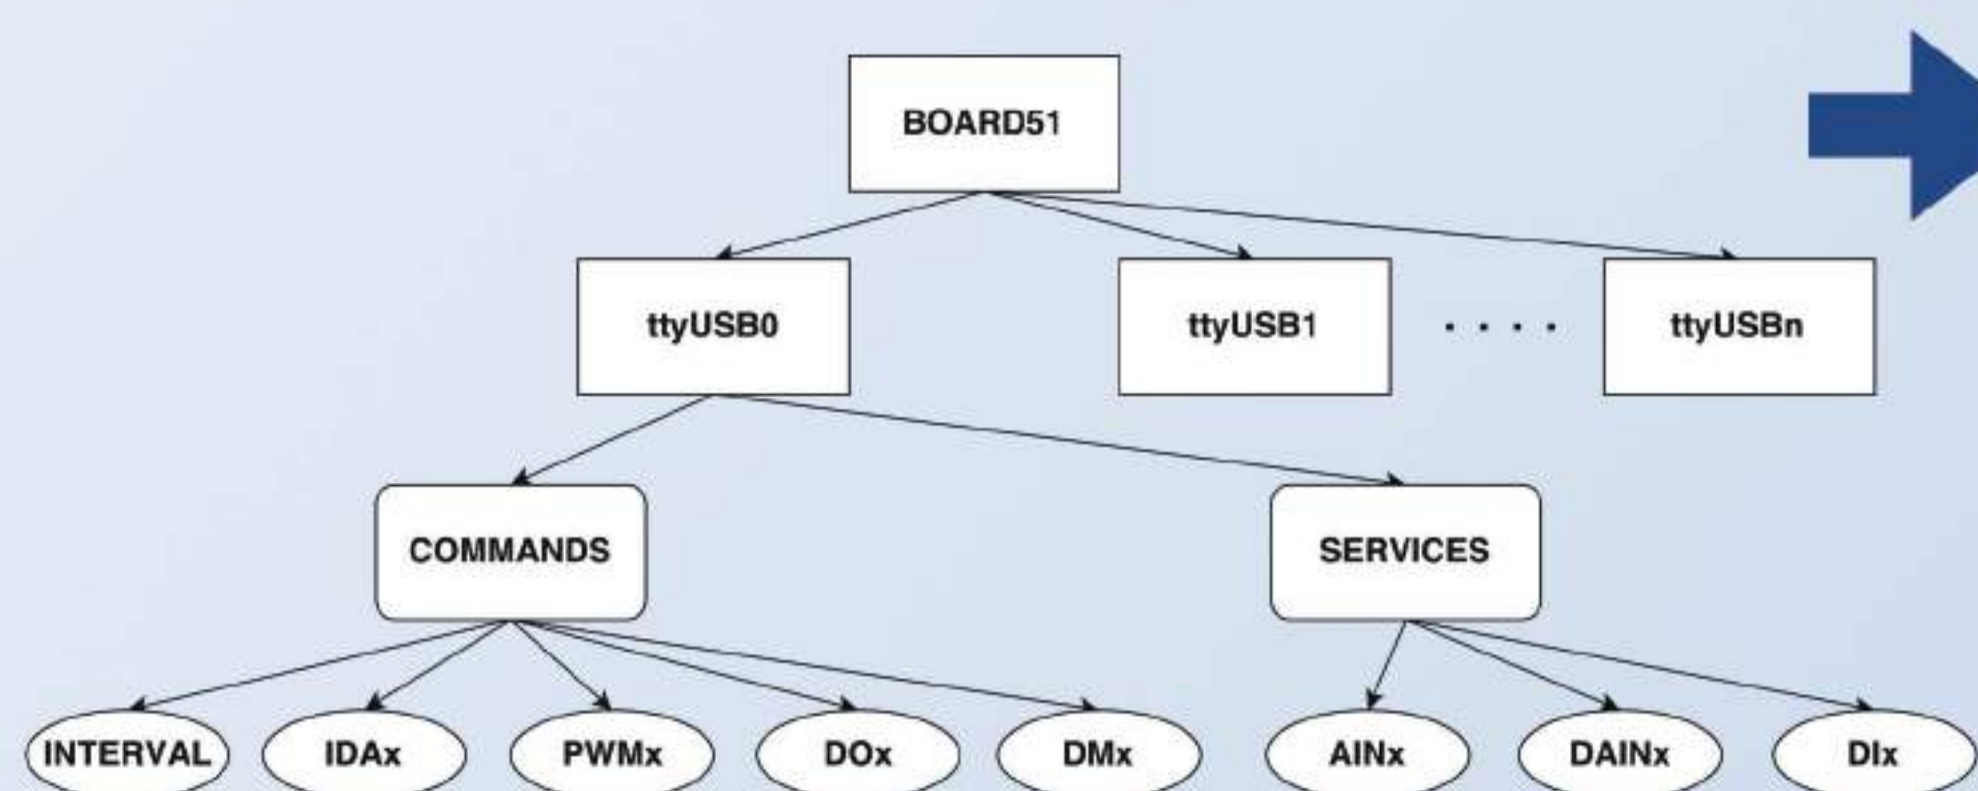 BOARD51
ttyUSB0
ttyUSB1
. . . .
ttyUSBn
COMMANDS
SERVICES
INTERVAL
IDAx
PWMx
DOx
DMx
AINx
DAINx
DIx